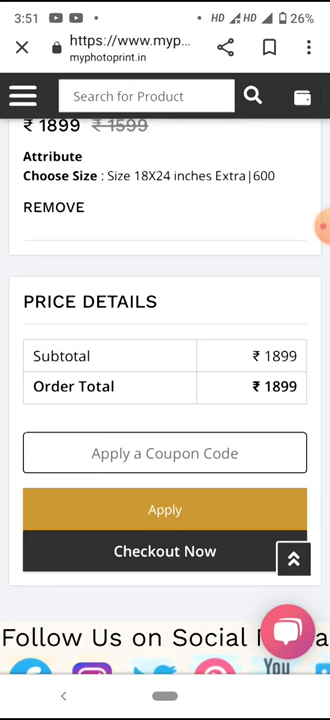 3:51
HD
HD
26%
https://www.myp...
myphotoprint.in
Search for Product
₹ 1899 ₹ 1599
Attribute
Choose Size : Size 18X24 inches Extra|600
REMOVE
PRICE DETAILS
Subtotal ₹ 1899
Order Total ₹ 1899
Apply a Coupon Code
Apply
Checkout Now
Follow Us on Social
You